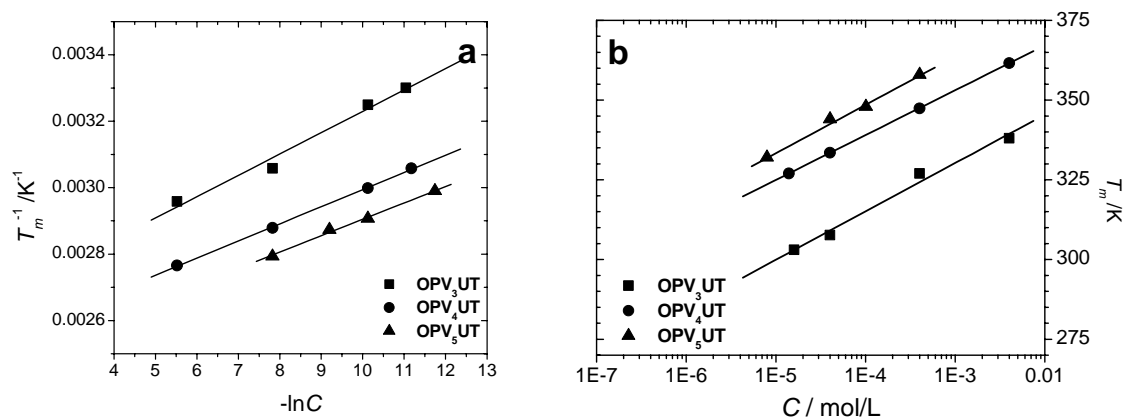 a
0.0034
0.0032
0.0030
0.0028
0.0026
T_m^-1 /K^-1
4 5 6 7 8 9 10 11 12 13
-lnC
OPV3UT
OPV4UT
OPV5UT
b
375
350
325
300
275
T_m /K
1E-7 1E-6 1E-5 1E-4 1E-3 0.01
C / mol/L
OPV3UT
OPV4UT
OPV5UT